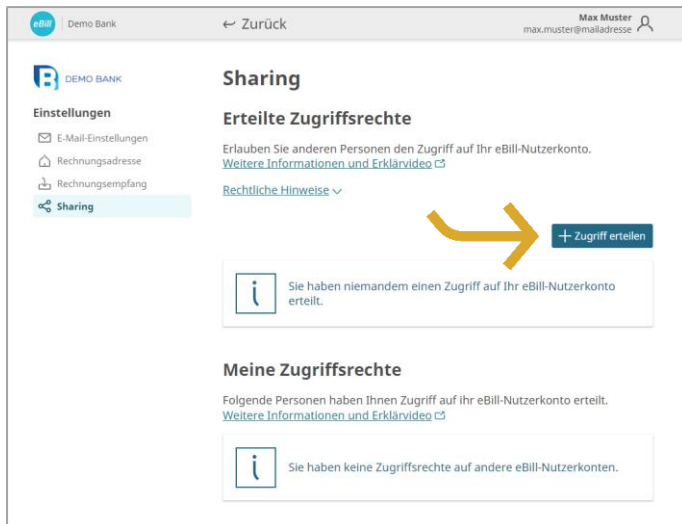 eBill Demo Bank
← Zurück
Max Muster
max.muster@mailadresse
DEMO BANK
Einstellungen
E-Mail-Einstellungen
Rechnungsadresse
Rechnungsempfang
Sharing
Sharing
Erteilte Zugriffsrechte
Erlauben Sie anderen Personen den Zugriff auf Ihr eBill-Nutzerkonto.
Weitere Informationen und Erklärvideo
Rechtliche Hinweise
+ Zugriff erteilen
i
Sie haben niemandem einen Zugriff auf Ihr eBill-Nutzerkonto
erteilt.
Meine Zugriffsrechte
Folgende Personen haben Ihnen Zugriff auf ihr eBill-Nutzerkonto erteilt.
Weitere Informationen und Erklärvideo
i
Sie haben keine Zugriffsrechte auf andere eBill-Nutzerkonten.